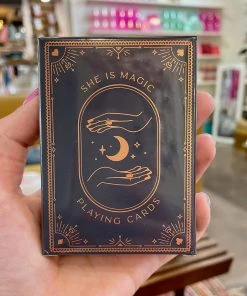 SHE IS MAGIC
PLAYING CARDS